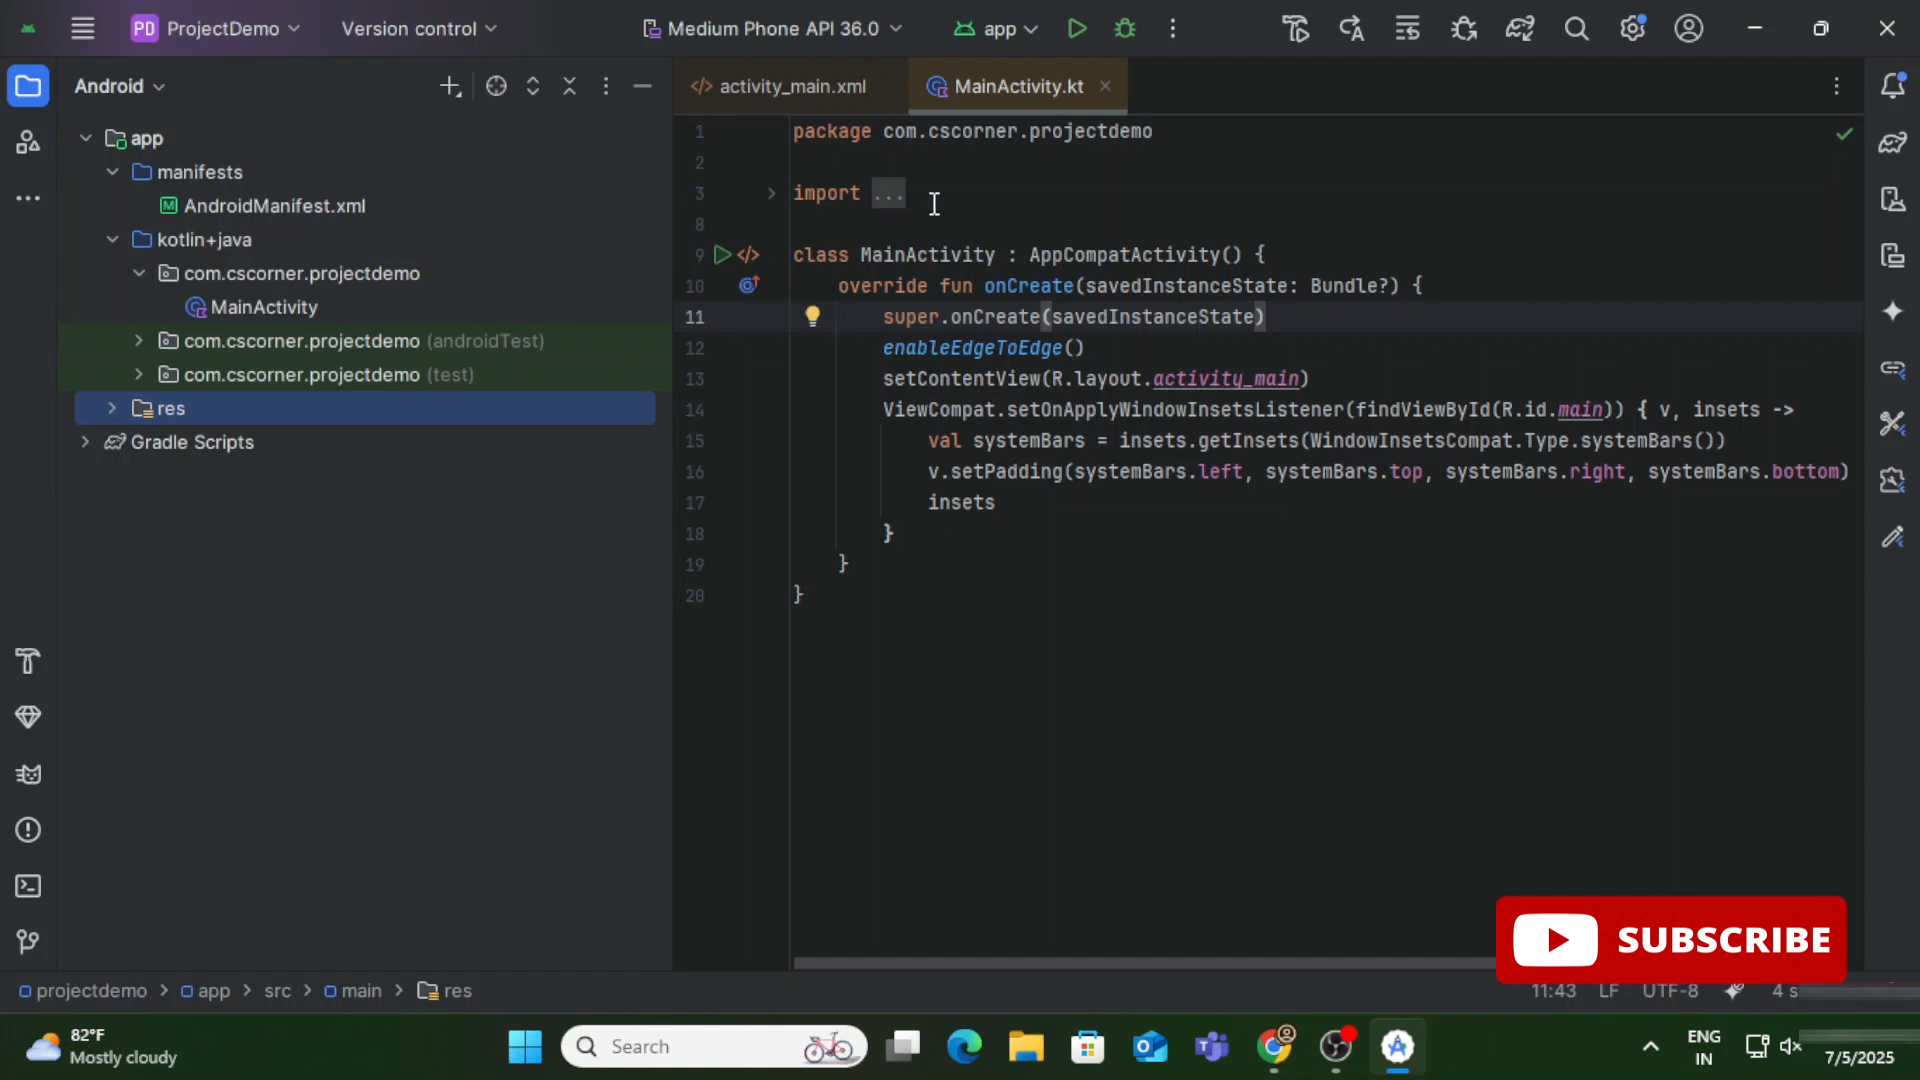 PD ProjectDemo Version control Medium Phone API 36.0 app
Android
activity_main.xml MainActivity.kt
app
manifests
AndroidManifest.xml
kotlin+java
com.cscorner.projectdemo
MainActivity
com.cscorner.projectdemo (androidTest)
com.cscorner.projectdemo (test)
res
Gradle Scripts
1 package com.cscorner.projectdemo
2
3 import ...
8
9 class MainActivity : AppCompatActivity() {
10 override fun onCreate(savedInstanceState: Bundle?) {
11 super.onCreate(savedInstanceState)
12 enableEdgeToEdge()
13 setContentView(R.layout.activity_main)
14 ViewCompat.setOnApplyWindowInsetsListener(findViewById(R.id.main)) { v, insets ->
15 val systemBars = insets.getInsets(WindowInsetsCompat.Type.systemBars())
16 v.setPadding(systemBars.left, systemBars.top, systemBars.right, systemBars.bottom)
17 insets
18 }
19 }
20 }
SUBSCRIBE
projectdemo > app > src > main > res 11:43 LF UTF-8 4 s
82°F
Mostly cloudy
Search
ENG
IN
7/5/2025